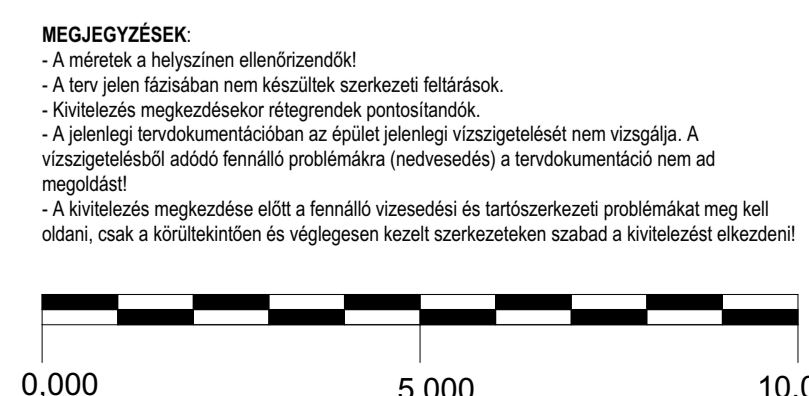 MEGJEGYZÉSEK:
- A méretek a helyszínen ellenőrizendők!
- A terv jelen fázisában nem készültek szerkezeti feltárások.
- Kivitelezés megkezdésekor rétegrendek pontosítandók.
- A jelenlegi tervdokumentációban az épület jelenlegi vízszigetelését nem vizsgálja. A
vízszigetelésből adódó fennálló problémákra (nedvesedés) a tervdokumentáció nem ad
megoldást!
- A kivitelezés megkezdése előtt a fennálló vizesedési és tartószerkezeti problémákat meg kell
oldani, csak a körültekintően és véglegesen kezelt szerkezeteken szabad a kivitelezést elkezdeni!
0,000 5,000 10,0